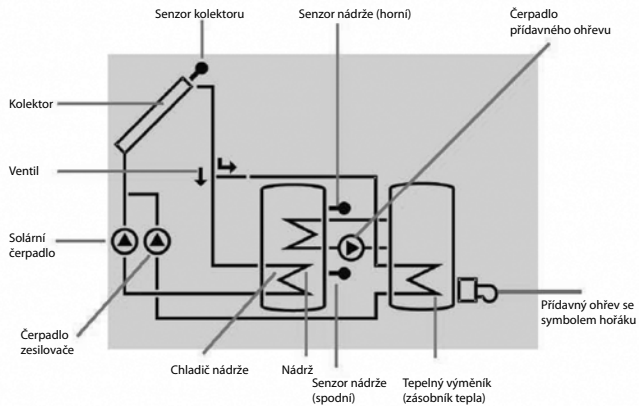 Senzor kolektoru
Senzor nádrže (horní)
Čerpadlo
přídavného ohřevu
Kolektor
Ventil
Solární
čerpadlo
Čerpadlo
zesilovače
Chladič nádrže
Nádrž
Senzor nádrže
(spodní)
Tepelný výměník
(zásobník tepla)
Přídavný ohřev se
symbolem hořáku